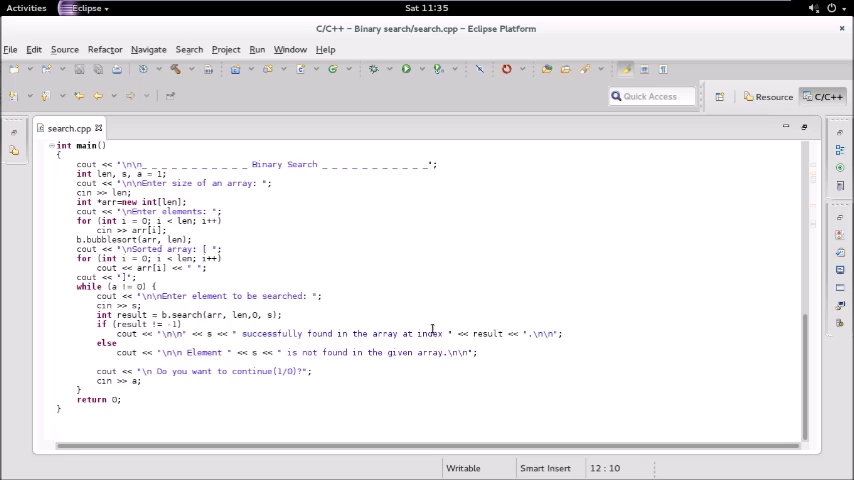 Activities Eclipse Sat 11:35
C/C++ - Binary search/search.cpp - Eclipse Platform
File Edit Source Refactor Navigate Search Project Run Window Help
Quick Access Resource C/C++
search.cpp
int main()
{
cout << "\n\n_ _ _ _ _ _ _ _ _ _ _ Binary Search _ _ _ _ _ _ _ _ _ _ _";
int len, s, a = 1;
cout << "\n\nEnter size of an array: ";
cin >> len;
int *arr=new int[len];
cout << "\nEnter elements: ";
for (int i = 0; i < len; i++)
cin >> arr[i];
b.bubblesort(arr, len);
cout << "\nSorted array: [ ";
for (int i = 0; i < len; i++)
cout << arr[i] << " ";
cout << "]";
while (a != 0) {
cout << "\n\nEnter element to be searched: ";
cin >> s;
int result = b.search(arr, len,0, s);
if (result != -1)
cout << "\n\n" << s << " successfully found in the array at index " << result << ".\n\n";
else
cout << "\n\n Element " << s << " is not found in the given array.\n\n";
cout << "\n Do you want to continue(1/0)?";
cin >> a;
}
return 0;
}
Writable Smart Insert 12 : 10